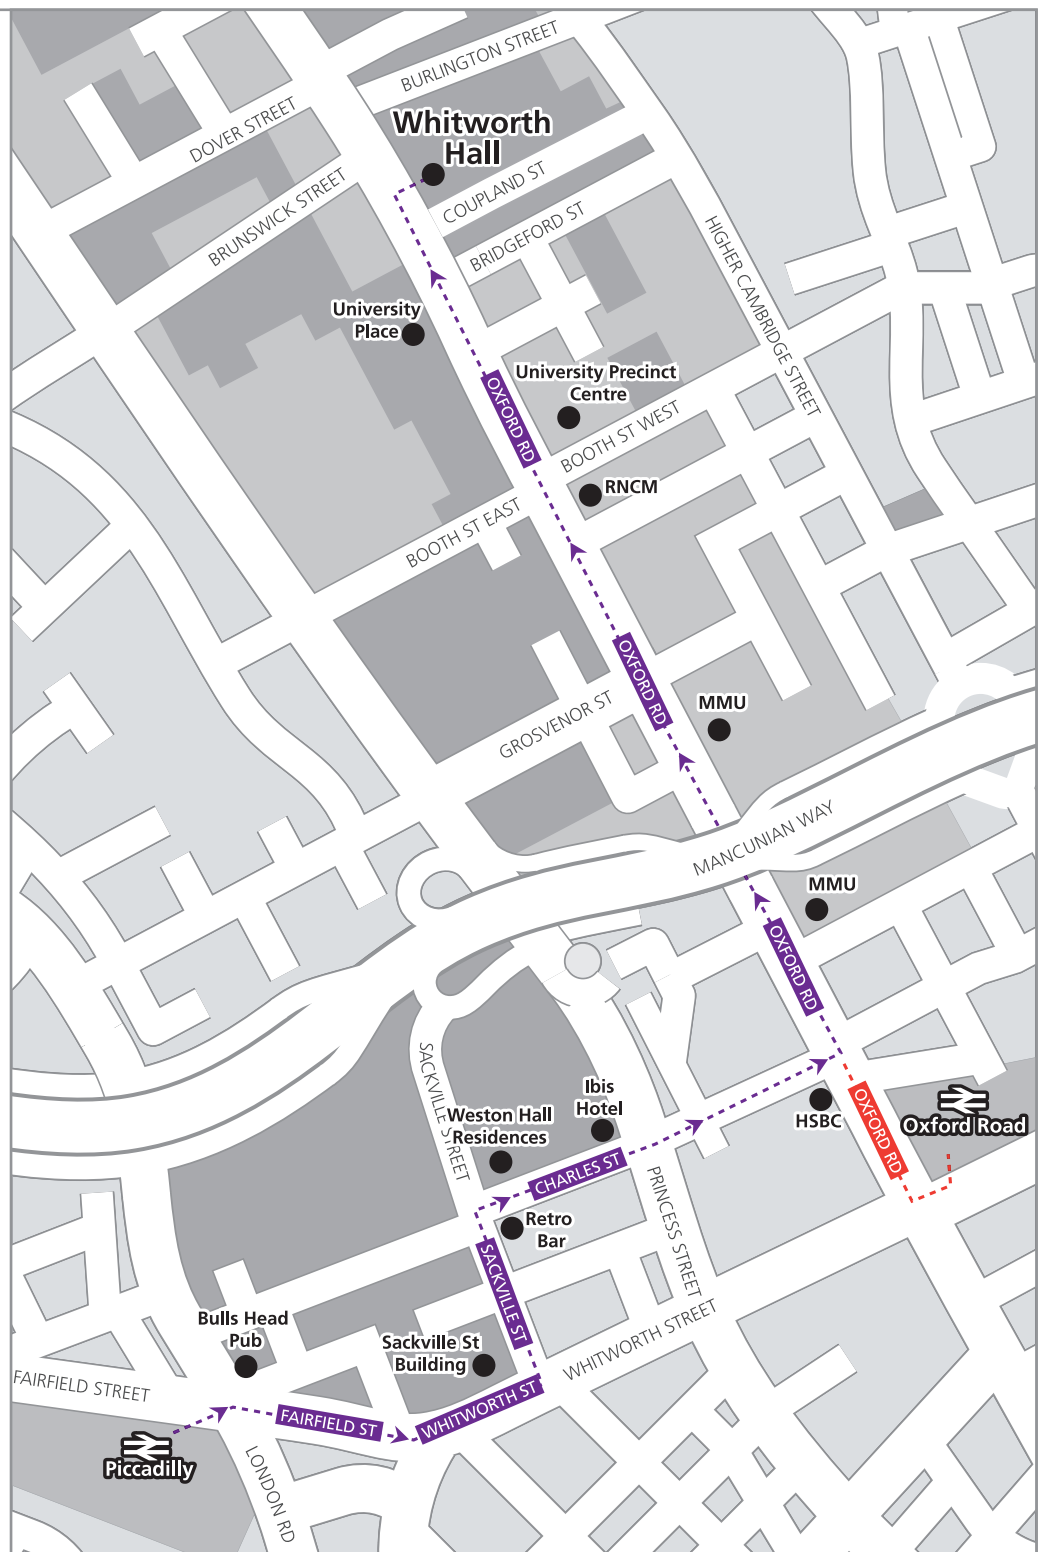 BURLINGTON STREET
DOVER STREET
Whitworth
Hall
COUPLAND ST
BRUNSWICK STREET
BRIDGEFORD ST
HIGHER CAMBRIDGE STREET
University
Place
University Precinct
Centre
OXFORD RD
BOOTH ST WEST
RNCM
BOOTH ST EAST
OXFORD RD
GROSVENOR ST
MMU
MANCUNIAN WAY
MMU
OXFORD RD
SACKVILLE STREET
Ibis
Hotel
Weston Hall
Residences
HSBC
OXFORD RD
Oxford Road
CHARLES ST
PRINCESS STREET
Retro
Bar
SACKVILLE ST
Bulls Head
Pub
Sackville St
Building
WHITWORTH STREET
FAIRFIELD STREET
FAIRFIELD ST
WHITWORTH ST
Piccadilly
LONDON RD